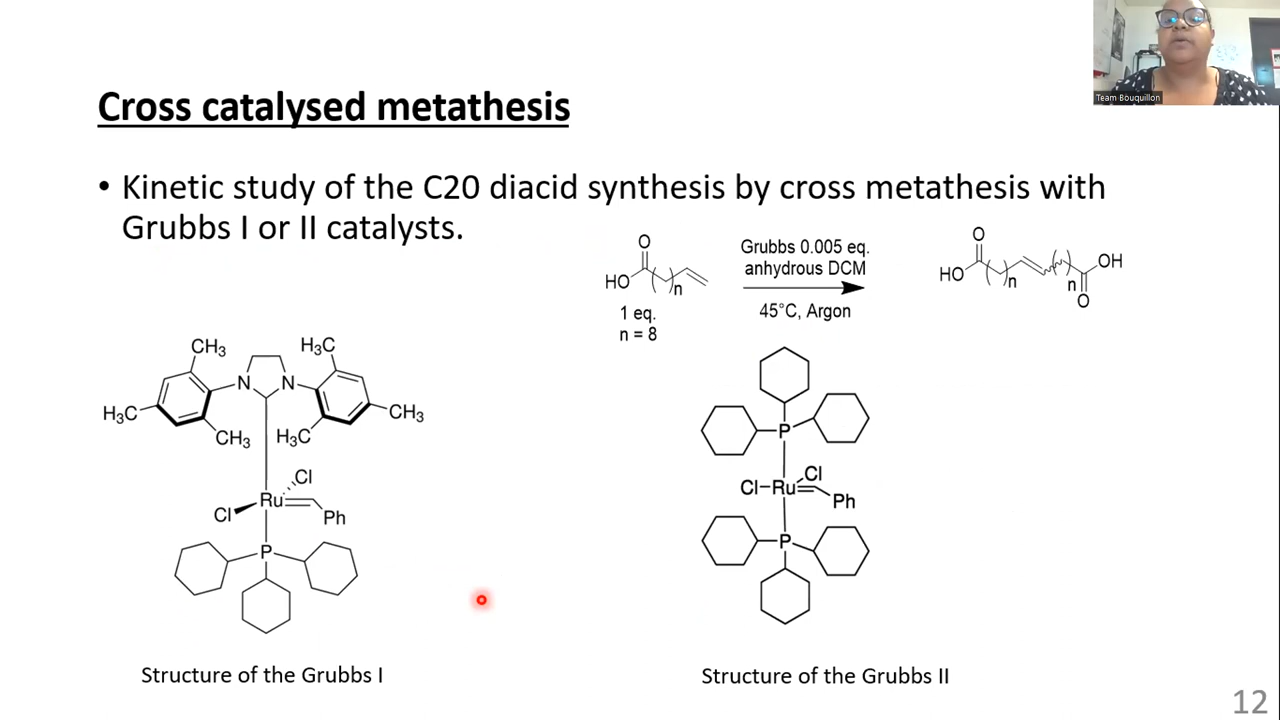 Team Bouquillon
Cross catalysed metathesis
• Kinetic study of the C20 diacid synthesis by cross metathesis with
Grubbs I or II catalysts.
O
HO
n
1 eq.
n = 8
Grubbs 0.005 eq.
anhydrous DCM
45°C, Argon
O
HO
n
n
OH
O
CH₃
H₃C
H₃C
N
N
CH₃
CH₃
H₃C
Cl
Cl
Ru
Ph
P
P
Cl
Cl-Ru
Ph
P
Structure of the Grubbs I
Structure of the Grubbs II
12